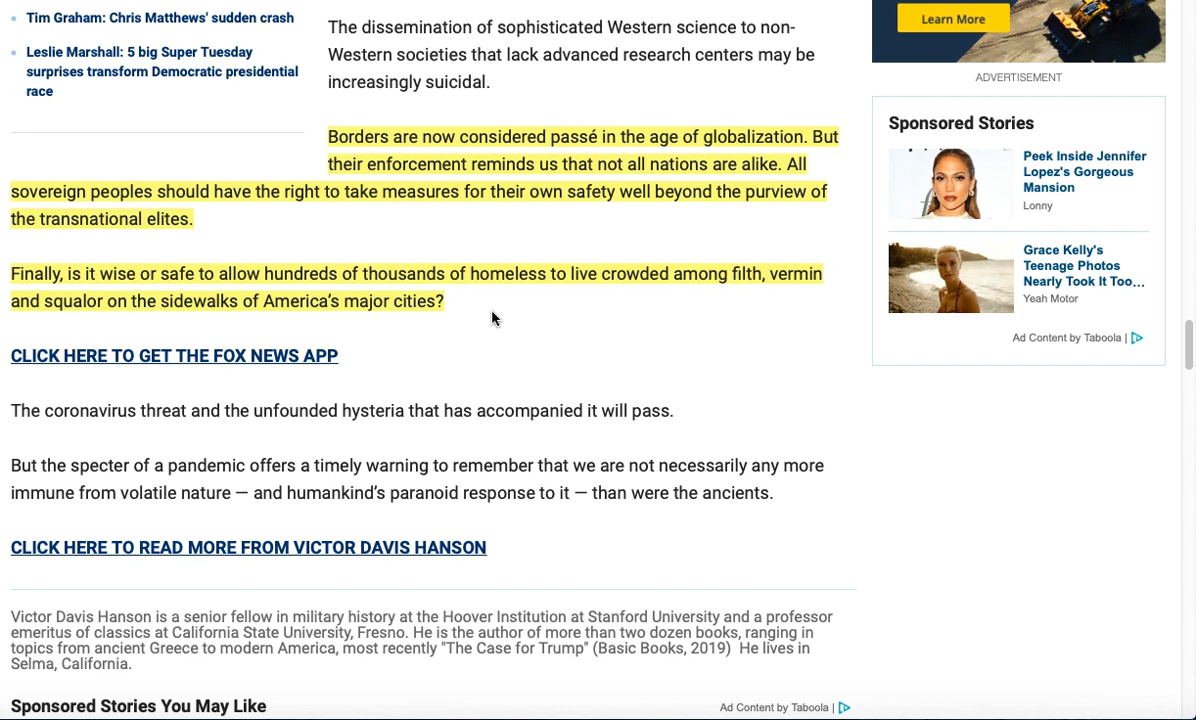 Tim Graham: Chris Matthews' sudden crash
Leslie Marshall: 5 big Super Tuesday
surprises transform Democratic presidential
race
The dissemination of sophisticated Western science to non-
Western societies that lack advanced research centers may be
increasingly suicidal.
Borders are now considered passé in the age of globalization. But
their enforcement reminds us that not all nations are alike. All
sovereign peoples should have the right to take measures for their own safety well beyond the purview of
the transnational elites.
Finally, is it wise or safe to allow hundreds of thousands of homeless to live crowded among filth, vermin
and squalor on the sidewalks of America's major cities?
CLICK HERE TO GET THE FOX NEWS APP
The coronavirus threat and the unfounded hysteria that has accompanied it will pass.
But the specter of a pandemic offers a timely warning to remember that we are not necessarily any more
immune from volatile nature — and humankind's paranoid response to it — than were the ancients.
CLICK HERE TO READ MORE FROM VICTOR DAVIS HANSON
Victor Davis Hanson is a senior fellow in military history at the Hoover Institution at Stanford University and a professor
emeritus of classics at California State University, Fresno. He is the author of more than two dozen books, ranging in
topics from ancient Greece to modern America, most recently "The Case for Trump" (Basic Books, 2019)  He lives in
Selma, California.
Sponsored Stories You May Like
Ad Content by Taboola |
Learn More
ADVERTISEMENT
Sponsored Stories
Peek Inside Jennifer
Lopez's Gorgeous
Mansion
Lonny
Grace Kelly's
Teenage Photos
Nearly Took It Too...
Yeah Motor
Ad Content by Taboola |